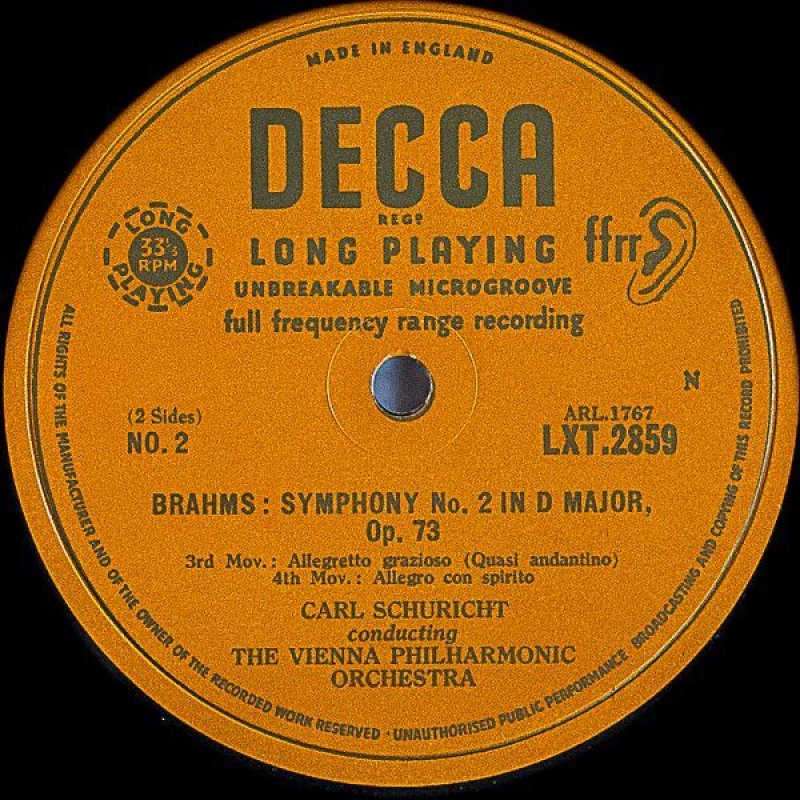 MADE IN ENGLAND
DECCA
REGD
LONG PLAYING
33⅓ RPM
LONG PLAYING
ffrr
UNBREAKABLE MICROGROOVE
full frequency range recording
N
(2 Sides)
NO. 2
ARL.1767
LXT.2859
BRAHMS: SYMPHONY No. 2 IN D MAJOR,
Op. 73
3rd Mov.: Allegretto grazioso (Quasi andantino)
4th Mov.: Allegro con spirito
CARL SCHURICHT
conducting
THE VIENNA PHILHARMONIC
ORCHESTRA
ALL RIGHTS OF THE MANUFACTURER AND OF THE OWNER OF THE RECORDED WORK RESERVED · UNAUTHORISED PUBLIC PERFORMANCE BROADCASTING AND COPYING OF THIS RECORD PROHIBITED